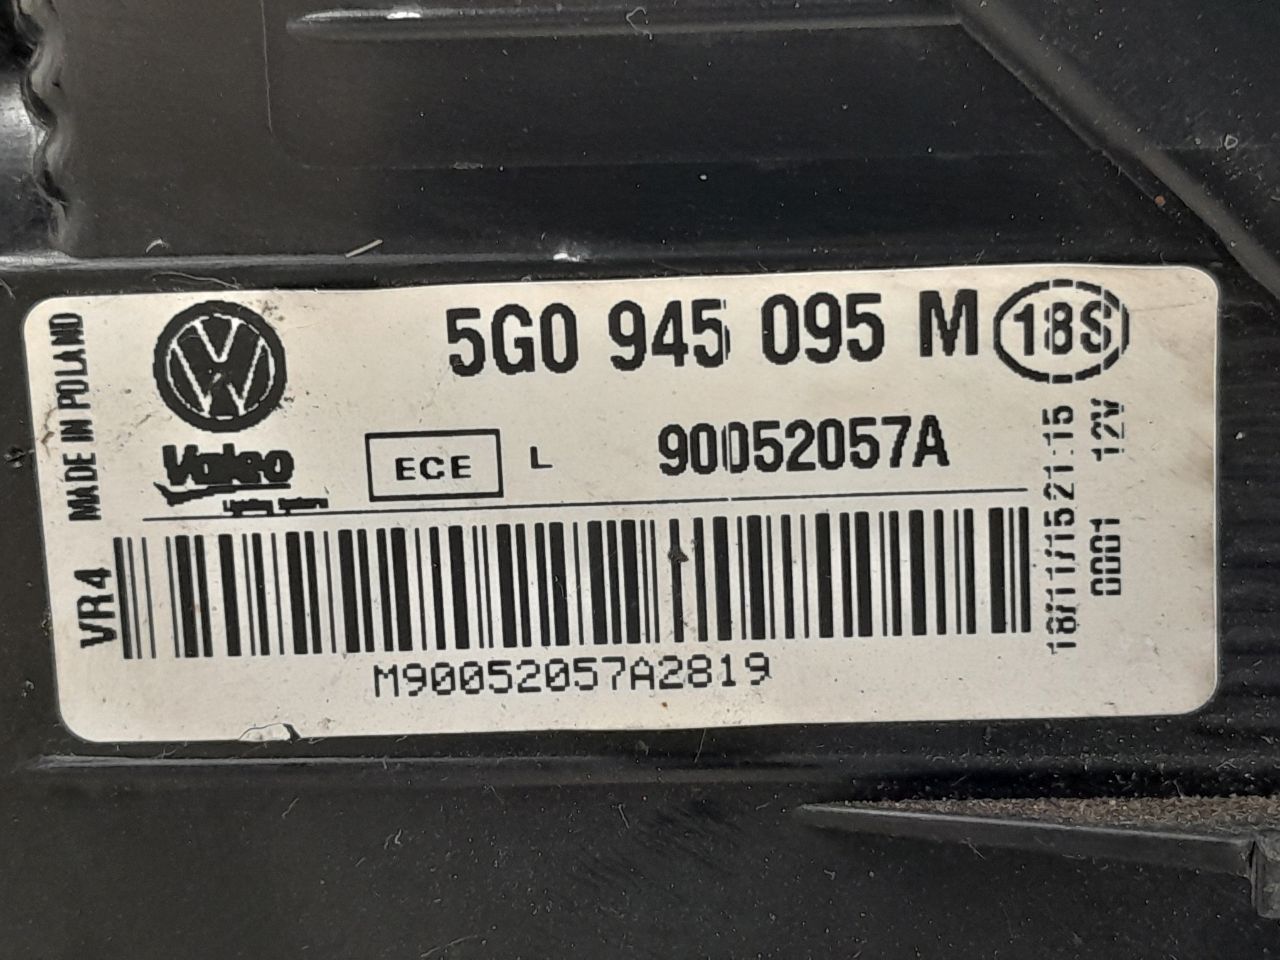 5G0 945 095 M 18S
MADE IN POLAND
Valeo
ECE L 90052057A
18/11/15 21:15 12V
0001
VR4
M90052057A2819